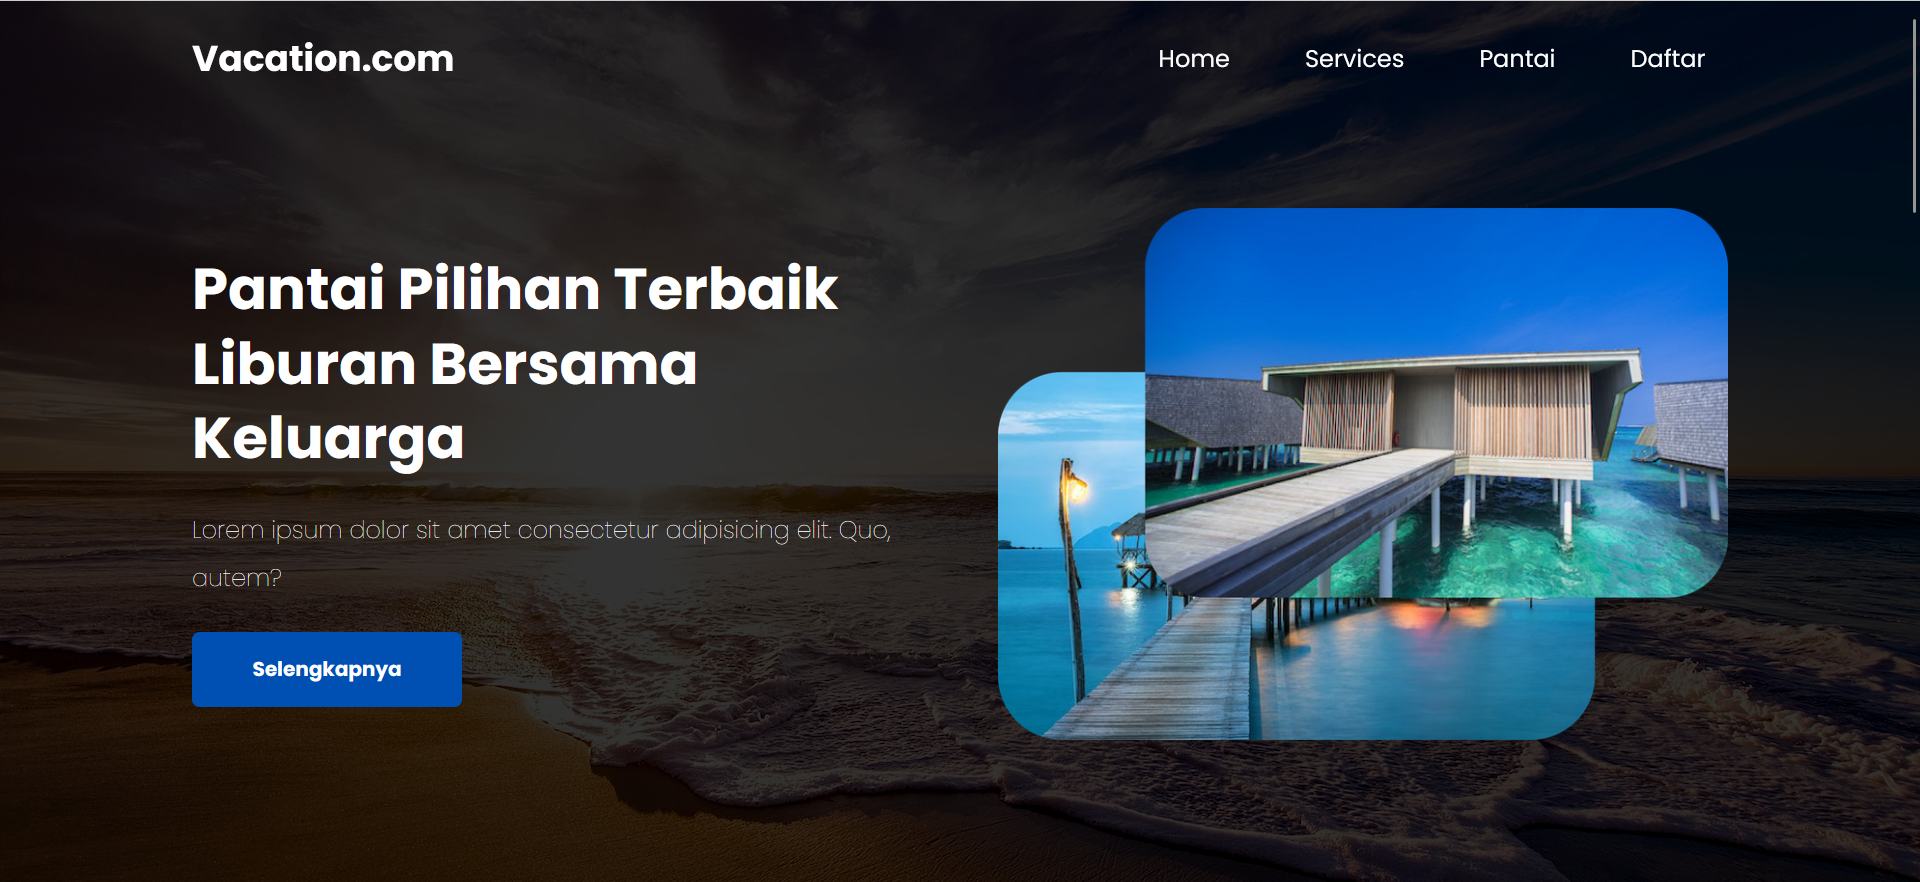 Vacation.com
Home Services Pantai Daftar
Pantai Pilihan Terbaik
Liburan Bersama
Keluarga
Lorem ipsum dolor sit amet consectetur adipisicing elit. Quo,
autem?
Selengkapnya